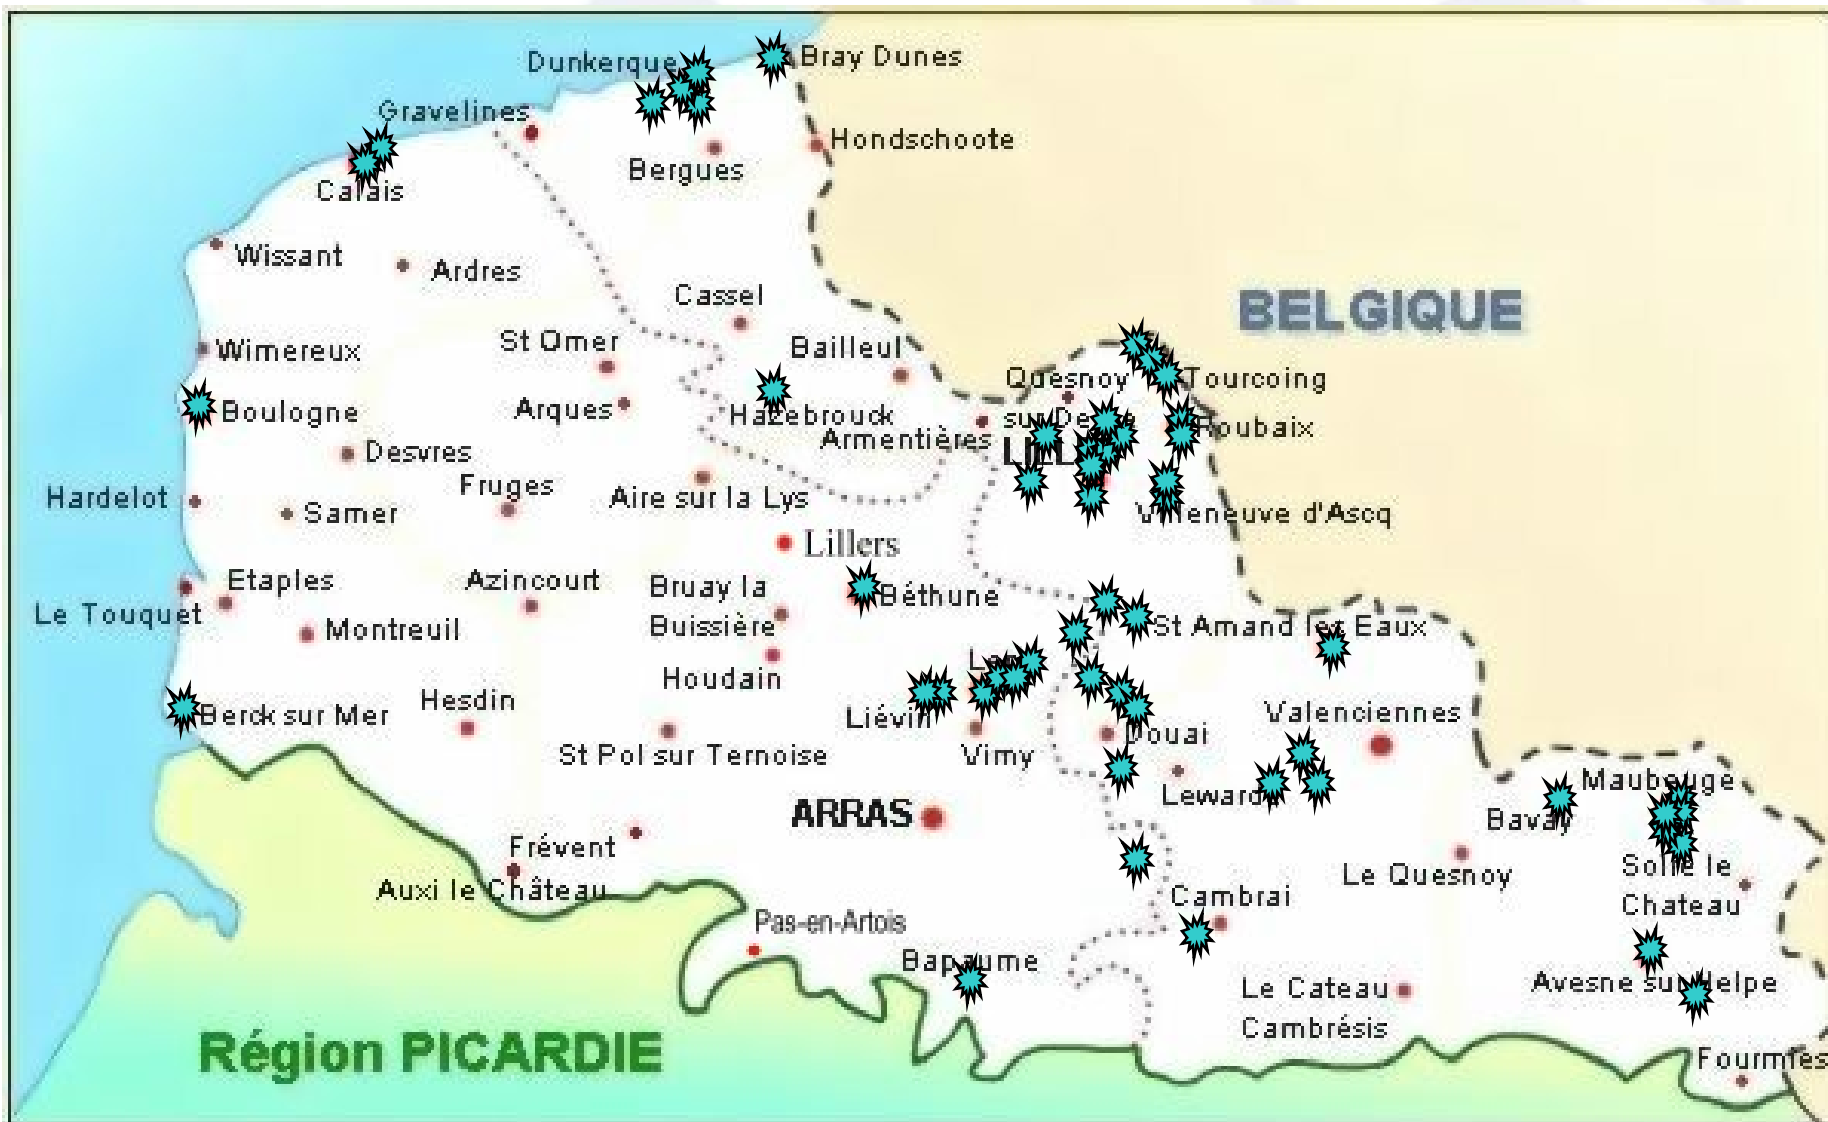 Dunkerque
Bray Dunes
Gravelines
Hondschoote
Bergues
Calais
Wissant
Ardres
Cassel
BELGIQUE
St Omer
Bailleul
Wimereux
Quesnoy
Tourcoing
Boulogne
Arques
Hazebrouck
Armentières
Roubaix
Desvres
Fruges
Hardelot
Aire sur la Lys
Samer
Villeneuve d'Ascq
Lillers
Etaples
Azincourt
Bruay la
Buissière
Béthune
Le Touquet
Montreuil
St Amand les Eaux
Houdain
Hesdin
Berck sur Mer
Liévin
Valenciennes
St Pol sur Ternoise
Vimy
Douai
Leward
Maubeuge
ARRAS
Bavay
Frévent
Auxi le Château
Le Quesnoy
Solre le
Chateau
Cambrai
Pas-en-Artois
Bapaume
Avesne sur Helpe
Le Cateau
Cambrésis
Région PICARDIE
Fourmies